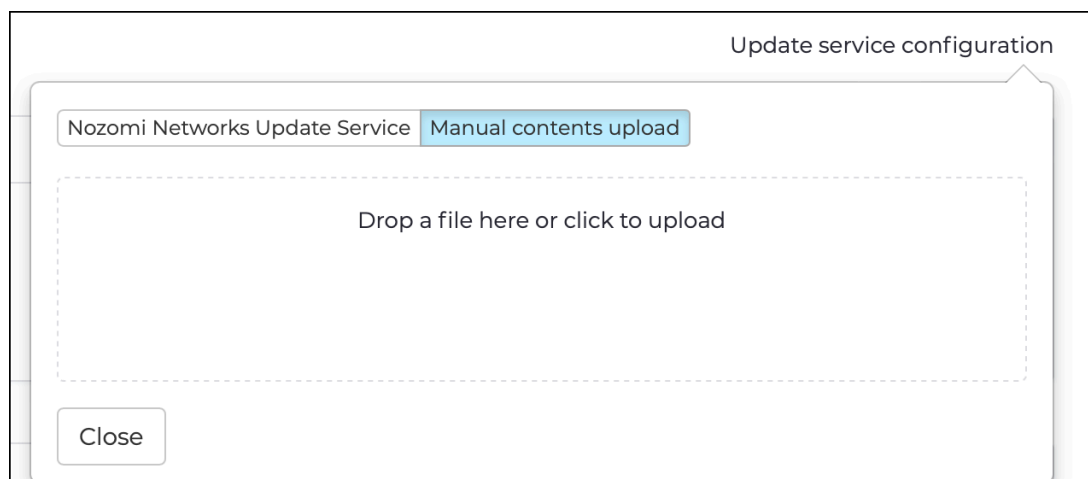 Update service configuration
Nozomi Networks Update Service Manual contents upload
Drop a file here or click to upload
Close